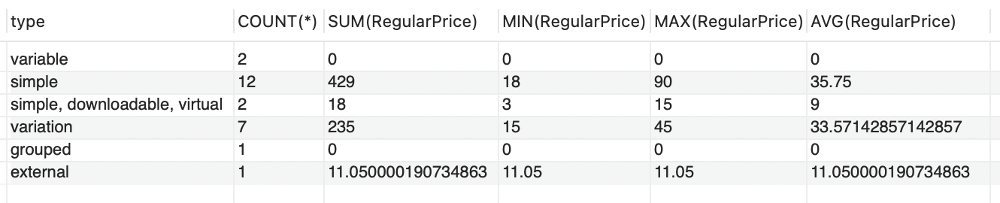 type COUNT(*) SUM(RegularPrice) MIN(RegularPrice) MAX(RegularPrice) AVG(RegularPrice)
variable 2 0 0 0 0
simple 12 429 18 90 35.75
simple, downloadable, virtual 2 18 3 15 9
variation 7 235 15 45 33.57142857142857
grouped 1 0 0 0 0
external 1 11.050000190734863 11.05 11.05 11.050000190734863